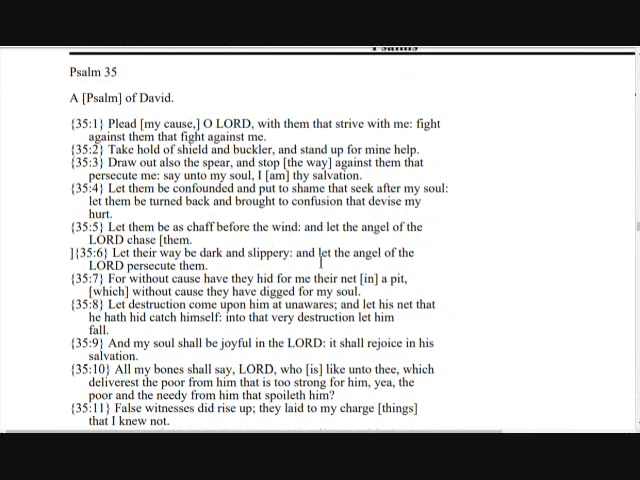 Psalms
Psalm 35
A [Psalm] of David.
{35:1} Plead [my cause,] O LORD, with them that strive with me: fight
against them that fight against me.
{35:2} Take hold of shield and buckler, and stand up for mine help.
{35:3} Draw out also the spear, and stop [the way] against them that
persecute me: say unto my soul, I [am] thy salvation.
{35:4} Let them be confounded and put to shame that seek after my soul:
let them be turned back and brought to confusion that devise my
hurt.
{35:5} Let them be as chaff before the wind: and let the angel of the
LORD chase [them.
]{35:6} Let their way be dark and slippery: and let the angel of the
LORD persecute them.
{35:7} For without cause have they hid for me their net [in] a pit,
[which] without cause they have digged for my soul.
{35:8} Let destruction come upon him at unawares; and let his net that
he hath hid catch himself: into that very destruction let him
fall.
{35:9} And my soul shall be joyful in the LORD: it shall rejoice in his
salvation.
{35:10} All my bones shall say, LORD, who [is] like unto thee, which
deliverest the poor from him that is too strong for him, yea, the
poor and the needy from him that spoileth him?
{35:11} False witnesses did rise up; they laid to my charge [things]
that I knew not.